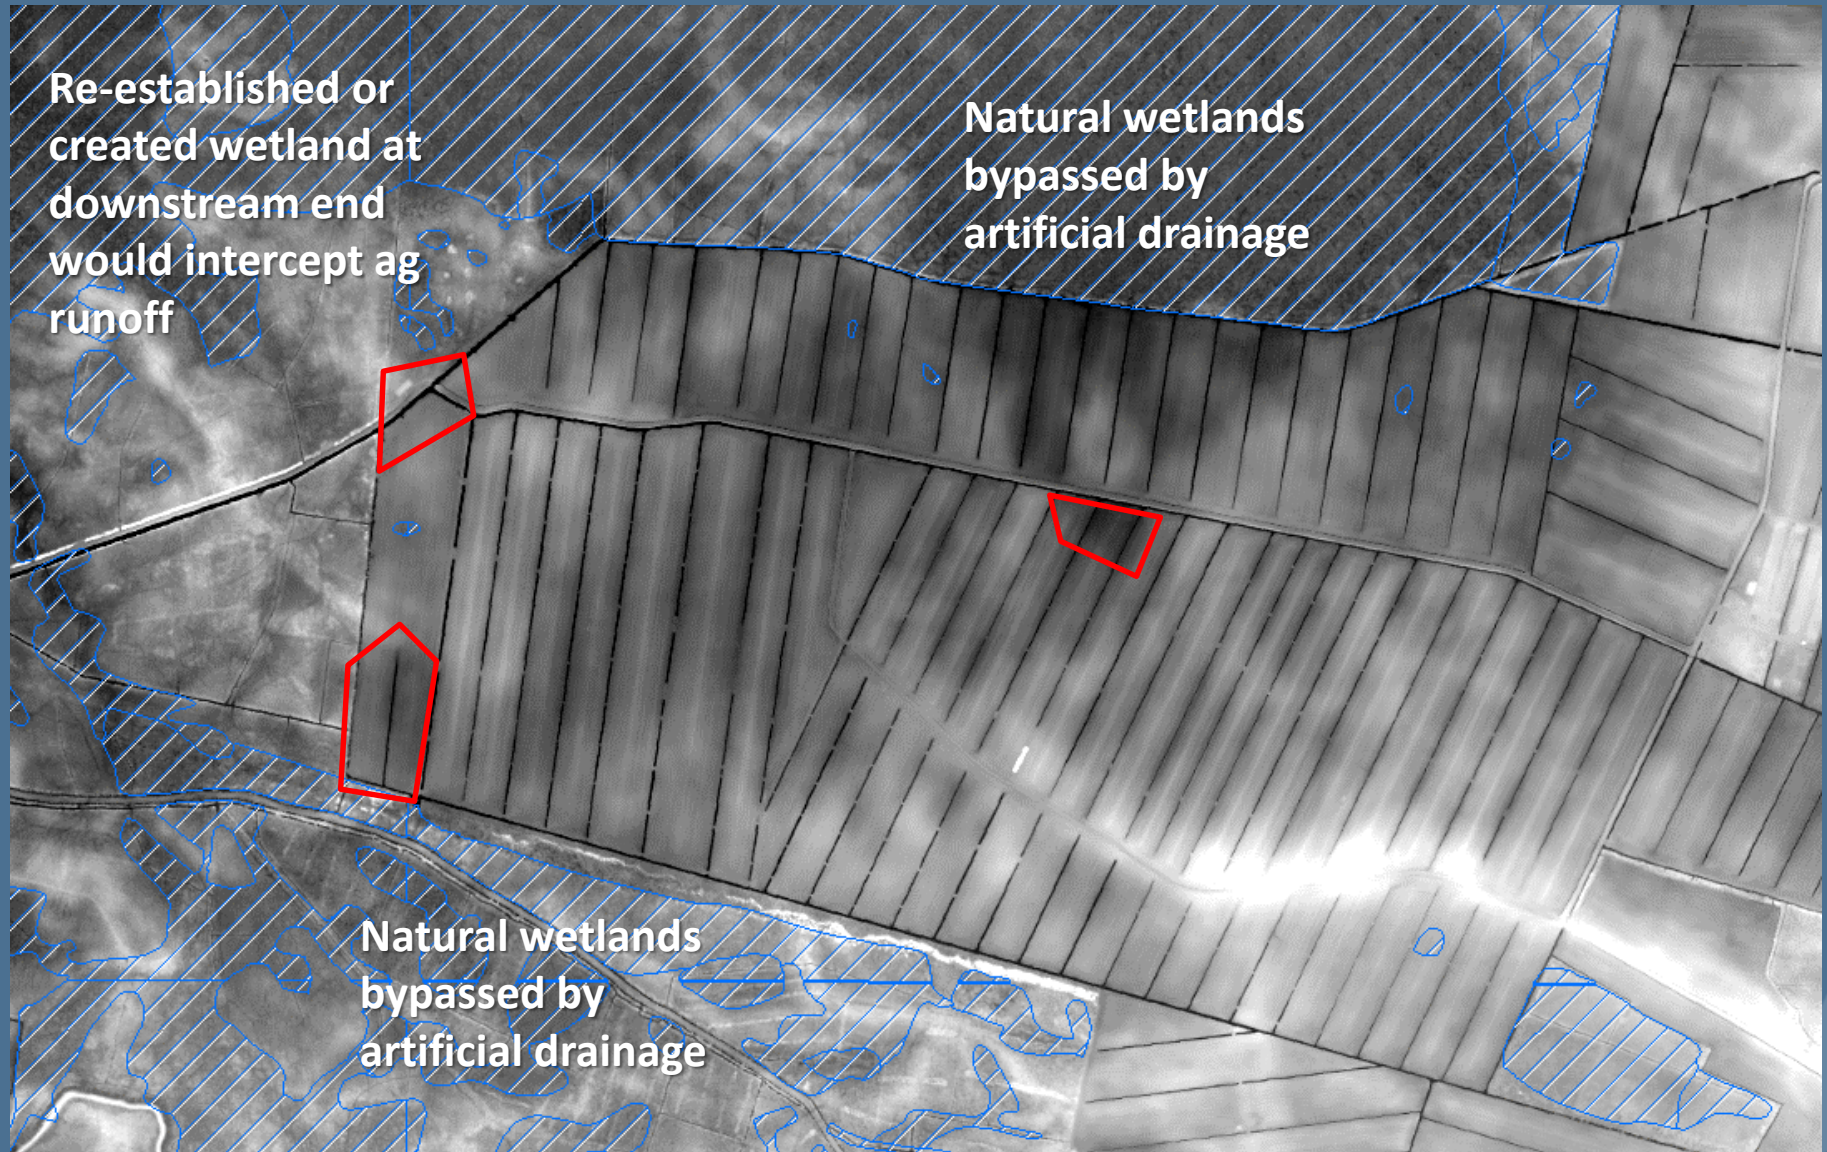 Re-established or
created wetland at
downstream end
would intercept ag
runoff
Natural wetlands
bypassed by
artificial drainage
Natural wetlands
bypassed by
artificial drainage